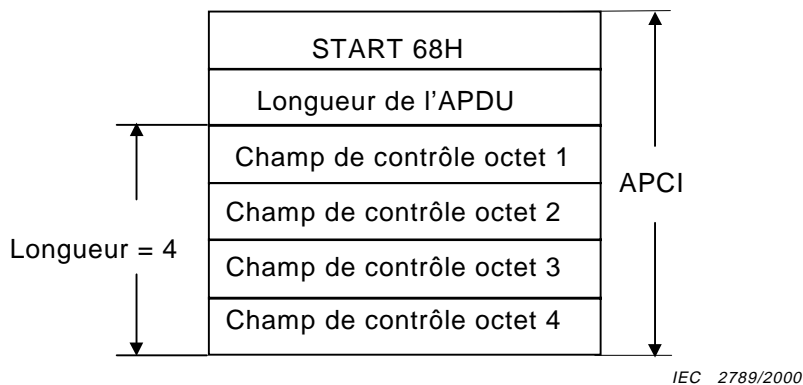 START 68H
Longueur de l'APDU
Champ de contrôle octet 1
APCI
Champ de contrôle octet 2
Longueur = 4
Champ de contrôle octet 3
Champ de contrôle octet 4
IEC 2789/2000